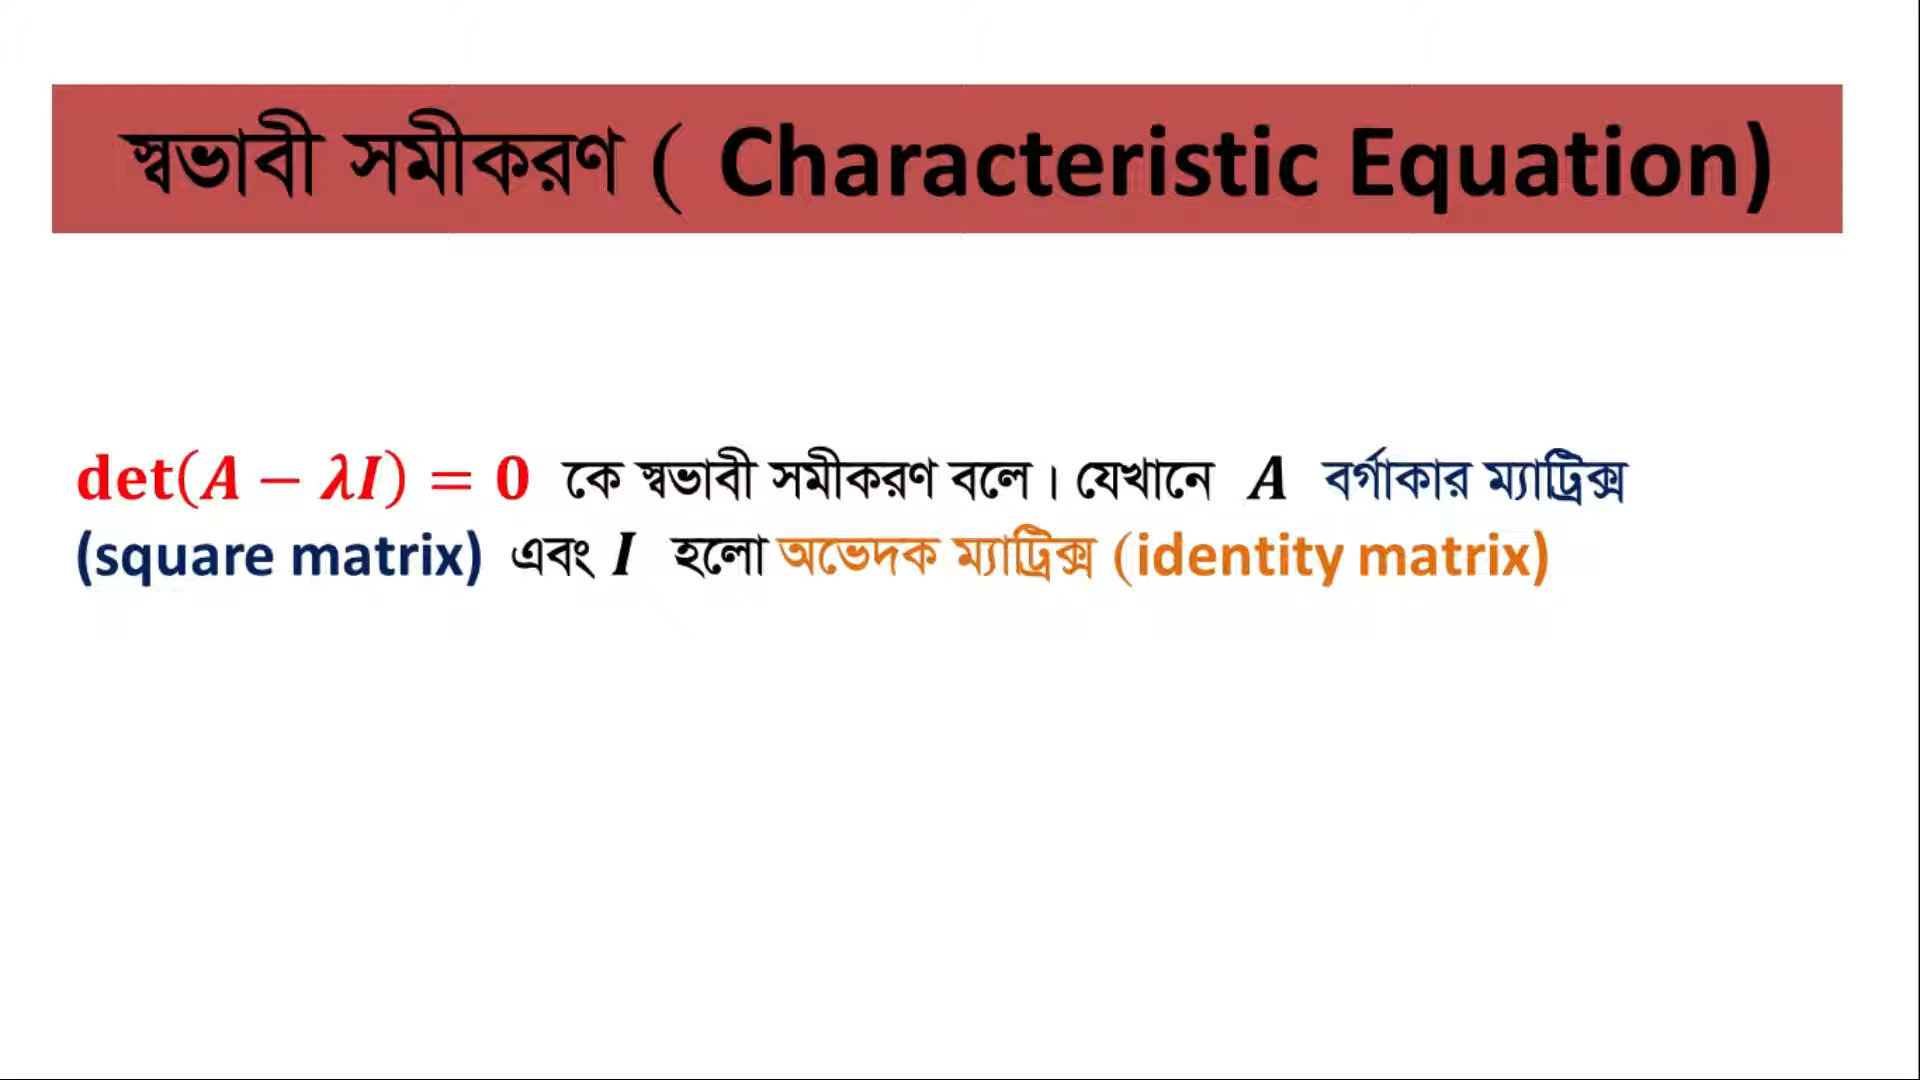 স্বভাবী সমীকরণ ( Characteristic Equation)
det(A − λI) = 0 কে স্বভাবী সমীকরণ বলে। যেখানে A বর্গাকার ম্যাট্রিক্স
(square matrix) এবং I হলো অভেদক ম্যাট্রিক্স (identity matrix)